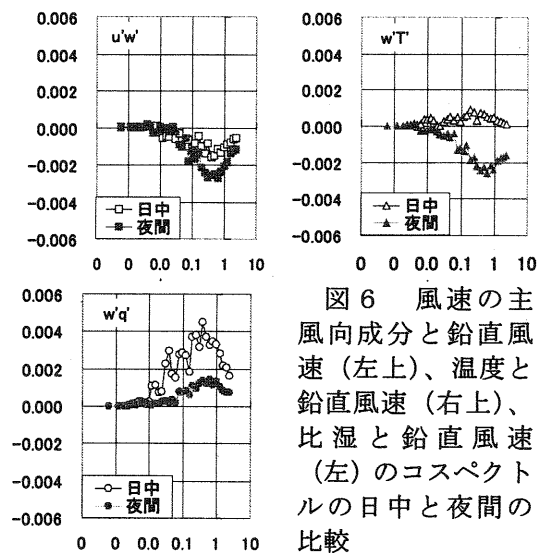 0.006
0.004
0.002
0.000
-0.002
-0.004
-0.006
u'w'
日中
夜間
0 0 0.0 0.1 1 10
0.006
0.004
0.002
0.000
-0.002
-0.004
-0.006
w'T'
日中
夜間
0 0 0.0 0.1 1 10
0.006
0.004
0.002
0.000
-0.002
-0.004
-0.006
w'q'
日中
夜間
0 0 0.0 0.1 1 10
図6 風速の主
風向成分と鉛直風
速（左上）、温度と
鉛直風速（右上）、
比湿と鉛直風速
（左）のコスペクト
ルの日中と夜間の
比較